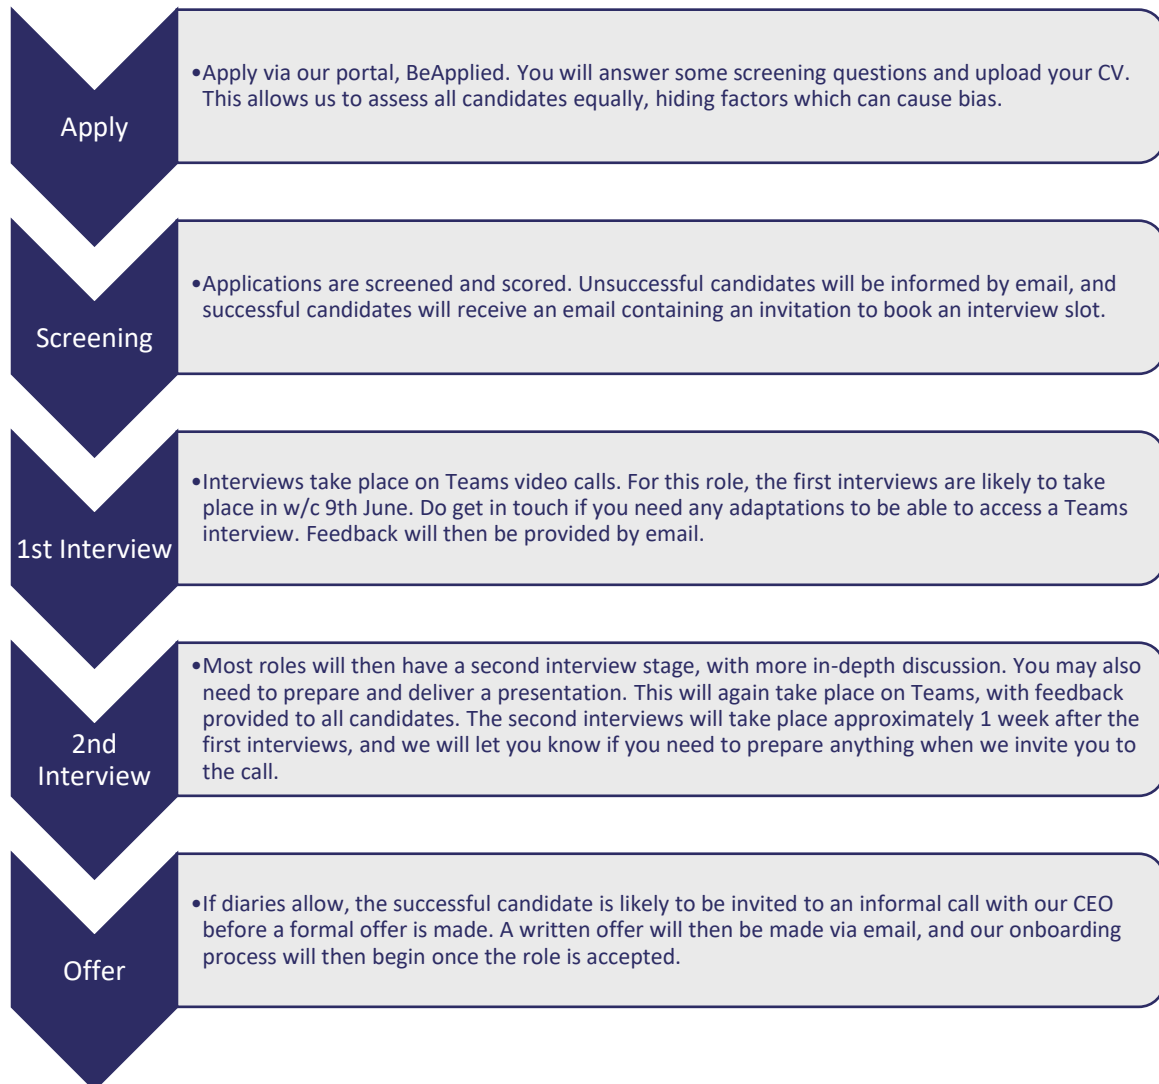 Apply
•Apply via our portal, BeApplied. You will answer some screening questions and upload your CV.
This allows us to assess all candidates equally, hiding factors which can cause bias.
Screening
•Applications are screened and scored. Unsuccessful candidates will be informed by email, and
successful candidates will receive an email containing an invitation to book an interview slot.
1st Interview
•Interviews take place on Teams video calls. For this role, the first interviews are likely to take
place in w/c 9th June. Do get in touch if you need any adaptations to be able to access a Teams
interview. Feedback will then be provided by email.
2nd
Interview
•Most roles will then have a second interview stage, with more in-depth discussion. You may also
need to prepare and deliver a presentation. This will again take place on Teams, with feedback
provided to all candidates. The second interviews will take place approximately 1 week after the
first interviews, and we will let you know if you need to prepare anything when we invite you to
the call.
Offer
•If diaries allow, the successful candidate is likely to be invited to an informal call with our CEO
before a formal offer is made. A written offer will then be made via email, and our onboarding
process will then begin once the role is accepted.